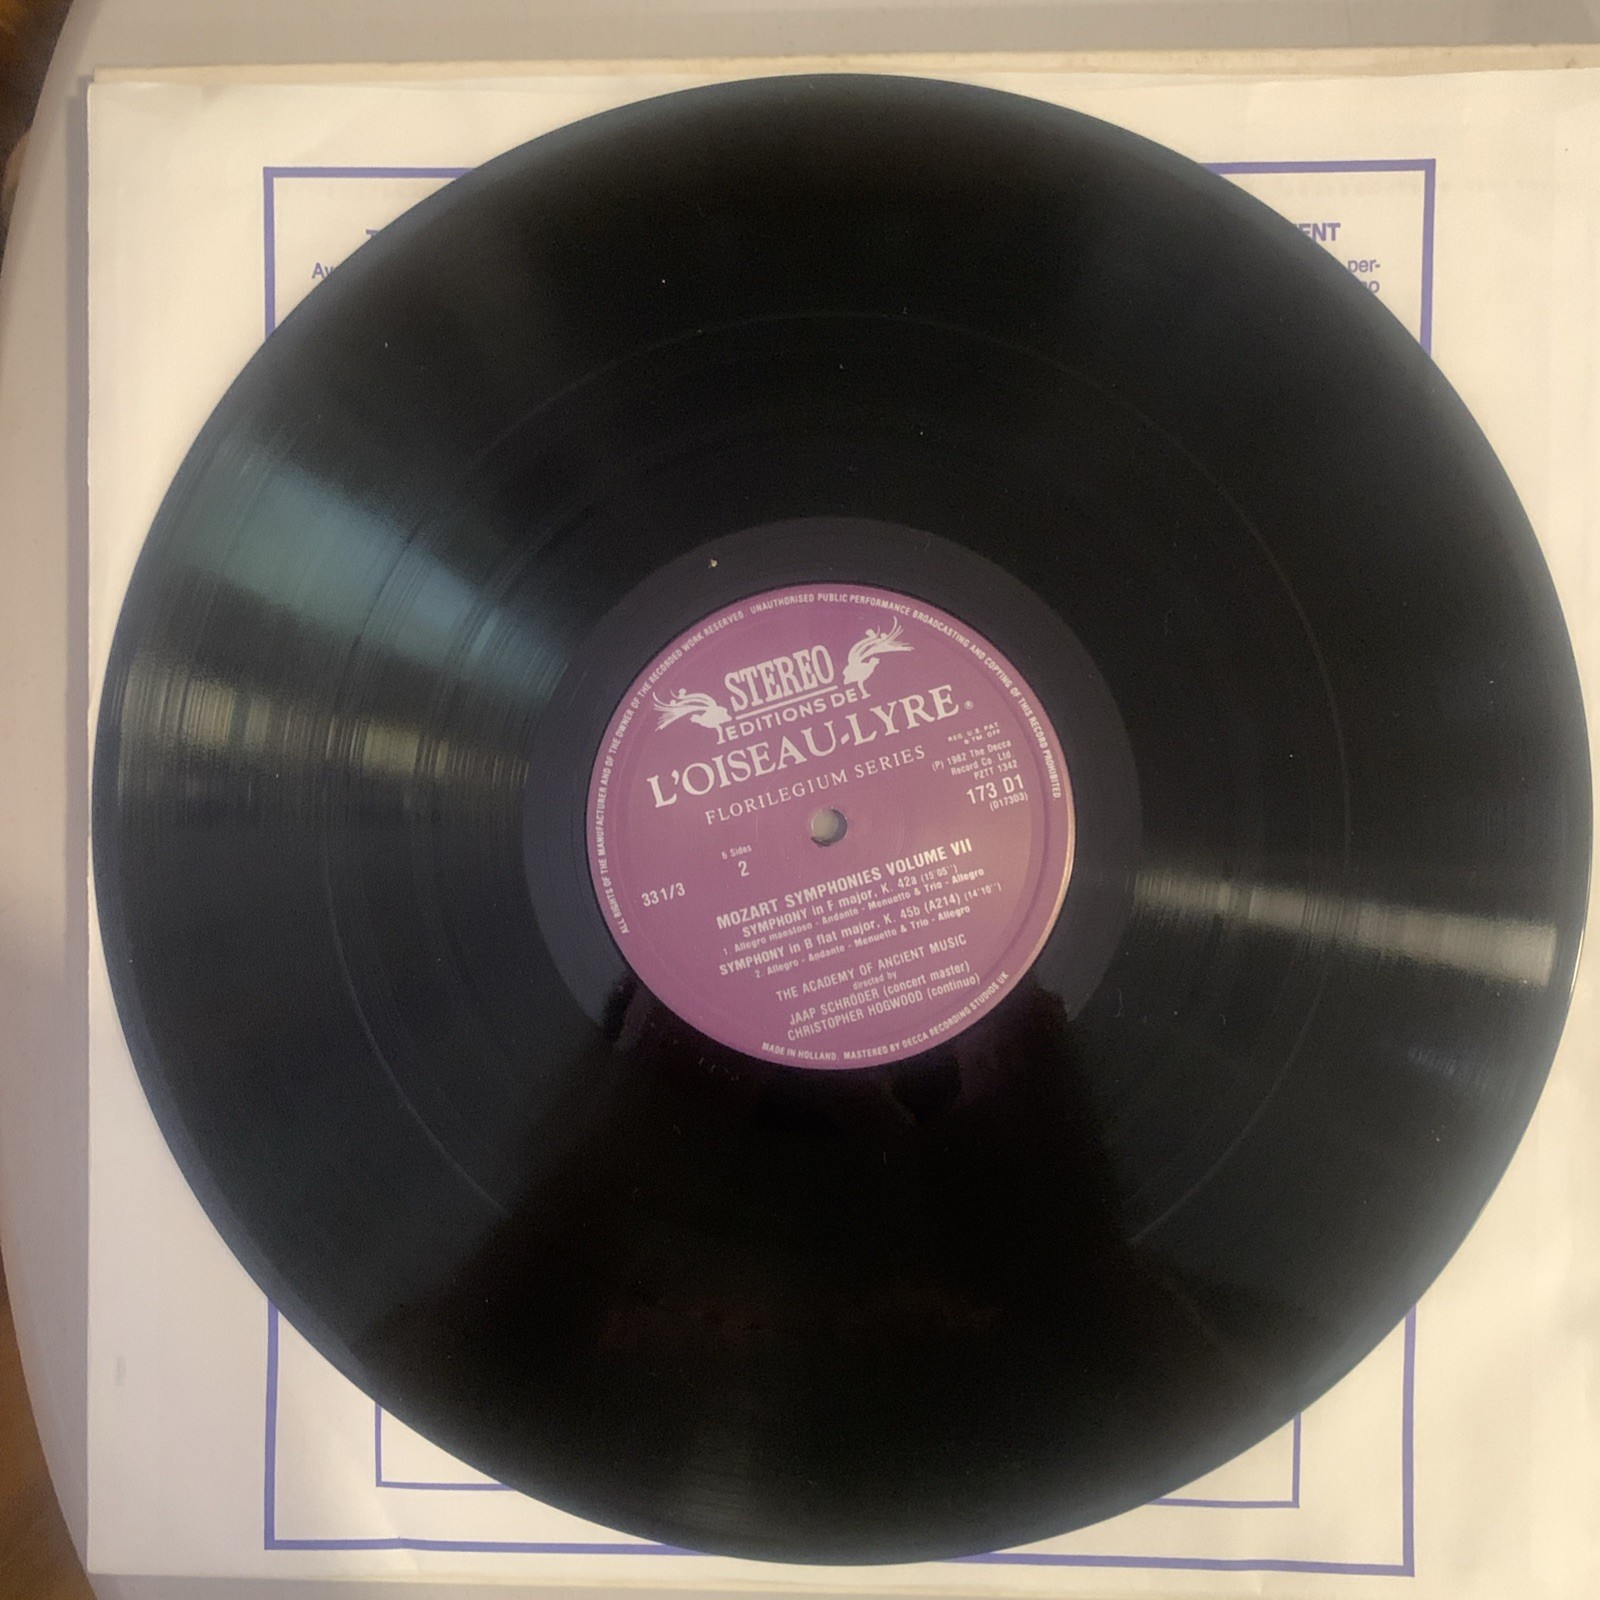 ENT
Av
per-
no
ALL RIGHTS OF THE MANUFACTURER AND OF THE OWNER OF THE RECORDED WORK RESERVED. UNAUTHORISED PUBLIC PERFORMANCE BROADCASTING AND COPYING OF THIS RECORD PROHIBITED
STEREO
EDITIONS DE
L'OISEAU-LYRE®
FLORILEGIUM SERIES
REG. U.S. PAT
& TM. OFF
(P) 1982 The Decca
Record Co. Ltd
PZTT 1342
173 D1
(017303)
6 Sides
2
33 1/3
MOZART SYMPHONIES VOLUME VII
SYMPHONY in F major, K. 42a (15'05'')
1. Allegro maestoso - Andante - Menuetto & Trio - Allegro
SYMPHONY in B flat major, K. 45b (A214) (14'10'')
2. Allegro - Andante - Menuetto & Trio - Allegro
THE ACADEMY OF ANCIENT MUSIC
directed by
JAAP SCHRÖDER (concert master)
CHRISTOPHER HOGWOOD (continuo)
MADE IN HOLLAND. MASTERED BY DECCA RECORDING STUDIOS UK